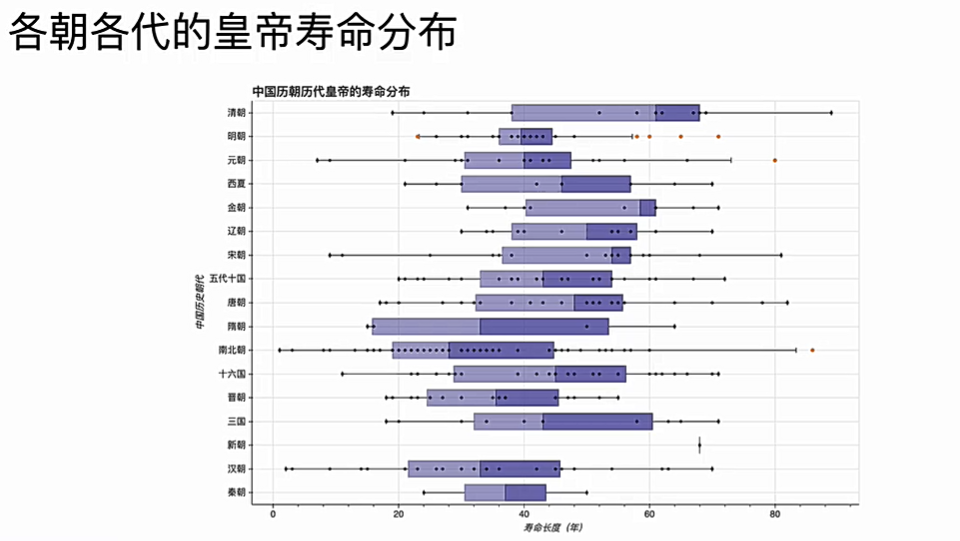 各朝各代的皇帝寿命分布
中国历朝历代皇帝的寿命分布
清朝
明朝
元朝
西夏
金朝
辽朝
宋朝
五代十国
唐朝
隋朝
南北朝
十六国
晋朝
三国
新朝
汉朝
秦朝
中国历史朝代
0 20 40 60 80
寿命长度（年）